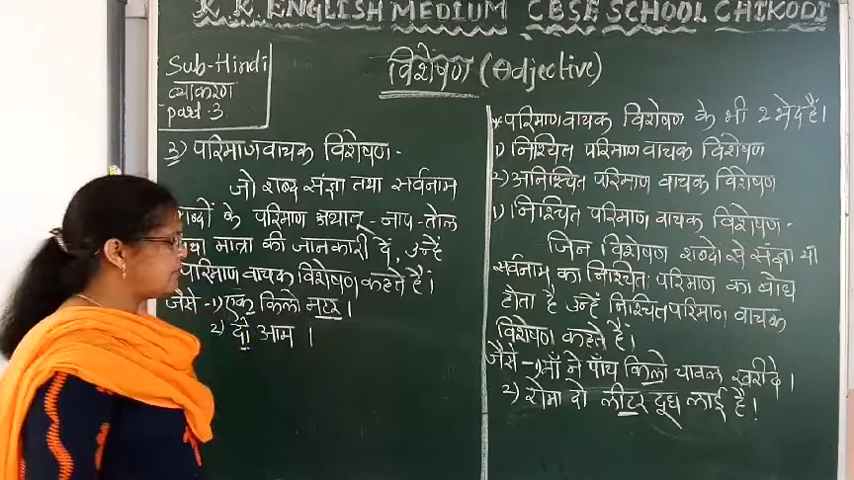 K.K. ENGLISH MEDIUM CBSE SCHOOL CHIKODI
Sub-Hindi
व्याकरण
part-3
विशेषण (Adjective)
3) परिमाणवाचक विशेषण -
जो शब्द संज्ञा तथा सर्वनाम
शब्दों के परिमाण अर्थात् - नाप-तोल
तथा मात्रा की जानकारी दें, उन्हें
परिमाणवाचक विशेषण कहते हैं।
जैसे - 1) एक किलो मटर।
2) दो आम ।
* परिमाणवाचक विशेषण के भी 2 भेद हैं।
1) निश्चित परिमाण वाचक विशेषण
2) अनिश्चित परिमाण वाचक विशेषण
1) निश्चित परिमाण वाचक विशेषण -
जिन विशेषण शब्दों से संज्ञा या
सर्वनाम का निश्चित परिमाण का बोध
होता है उन्हें निश्चित परिमाण वाचक
विशेषण कहते हैं।
जैसे - 1) माँ ने पाँच किलो चावल खरीदे ।
2) रोमा दो लीटर दूध लाई है।